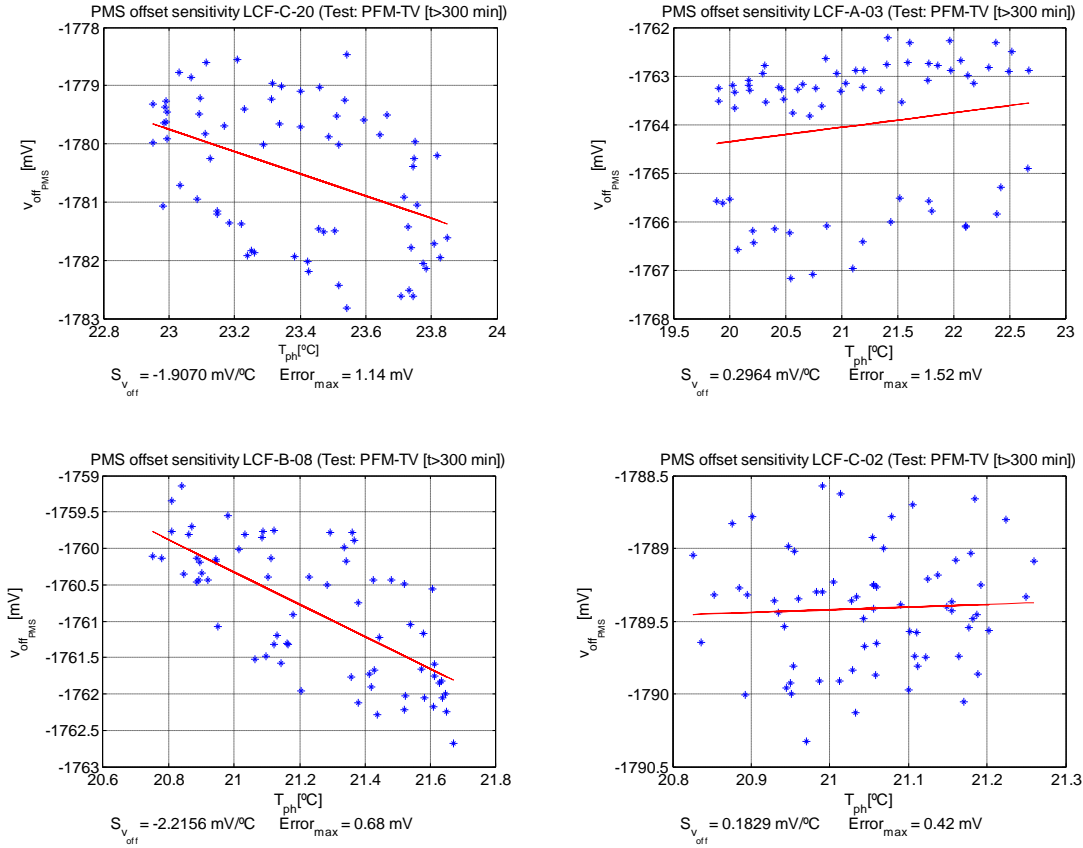 PMS offset sensitivity LCF-C-20 (Test: PFM-TV [t>300 min])
-1778
-1779
-1780
-1781
-1782
-1783
v_off_PMS [mV]
22.8 23 23.2 23.4 23.6 23.8 24
T_ph[ºC]
S_v_off = -1.9070 mV/ºC Error_max = 1.14 mV
PMS offset sensitivity LCF-A-03 (Test: PFM-TV [t>300 min])
-1762
-1763
-1764
-1765
-1766
-1767
-1768
v_off_PMS [mV]
19.5 20 20.5 21 21.5 22 22.5 23
T_ph[ºC]
S_v_off = 0.2964 mV/ºC Error_max = 1.52 mV
PMS offset sensitivity LCF-B-08 (Test: PFM-TV [t>300 min])
-1759
-1759.5
-1760
-1760.5
-1761
-1761.5
-1762
-1762.5
-1763
v_off_PMS [mV]
20.6 20.8 21 21.2 21.4 21.6 21.8
T_ph[ºC]
S_v_off = -2.2156 mV/ºC Error_max = 0.68 mV
PMS offset sensitivity LCF-C-02 (Test: PFM-TV [t>300 min])
-1788.5
-1789
-1789.5
-1790
-1790.5
v_off_PMS [mV]
20.8 20.9 21 21.1 21.2 21.3
T_ph[ºC]
S_v_off = 0.1829 mV/ºC Error_max = 0.42 mV